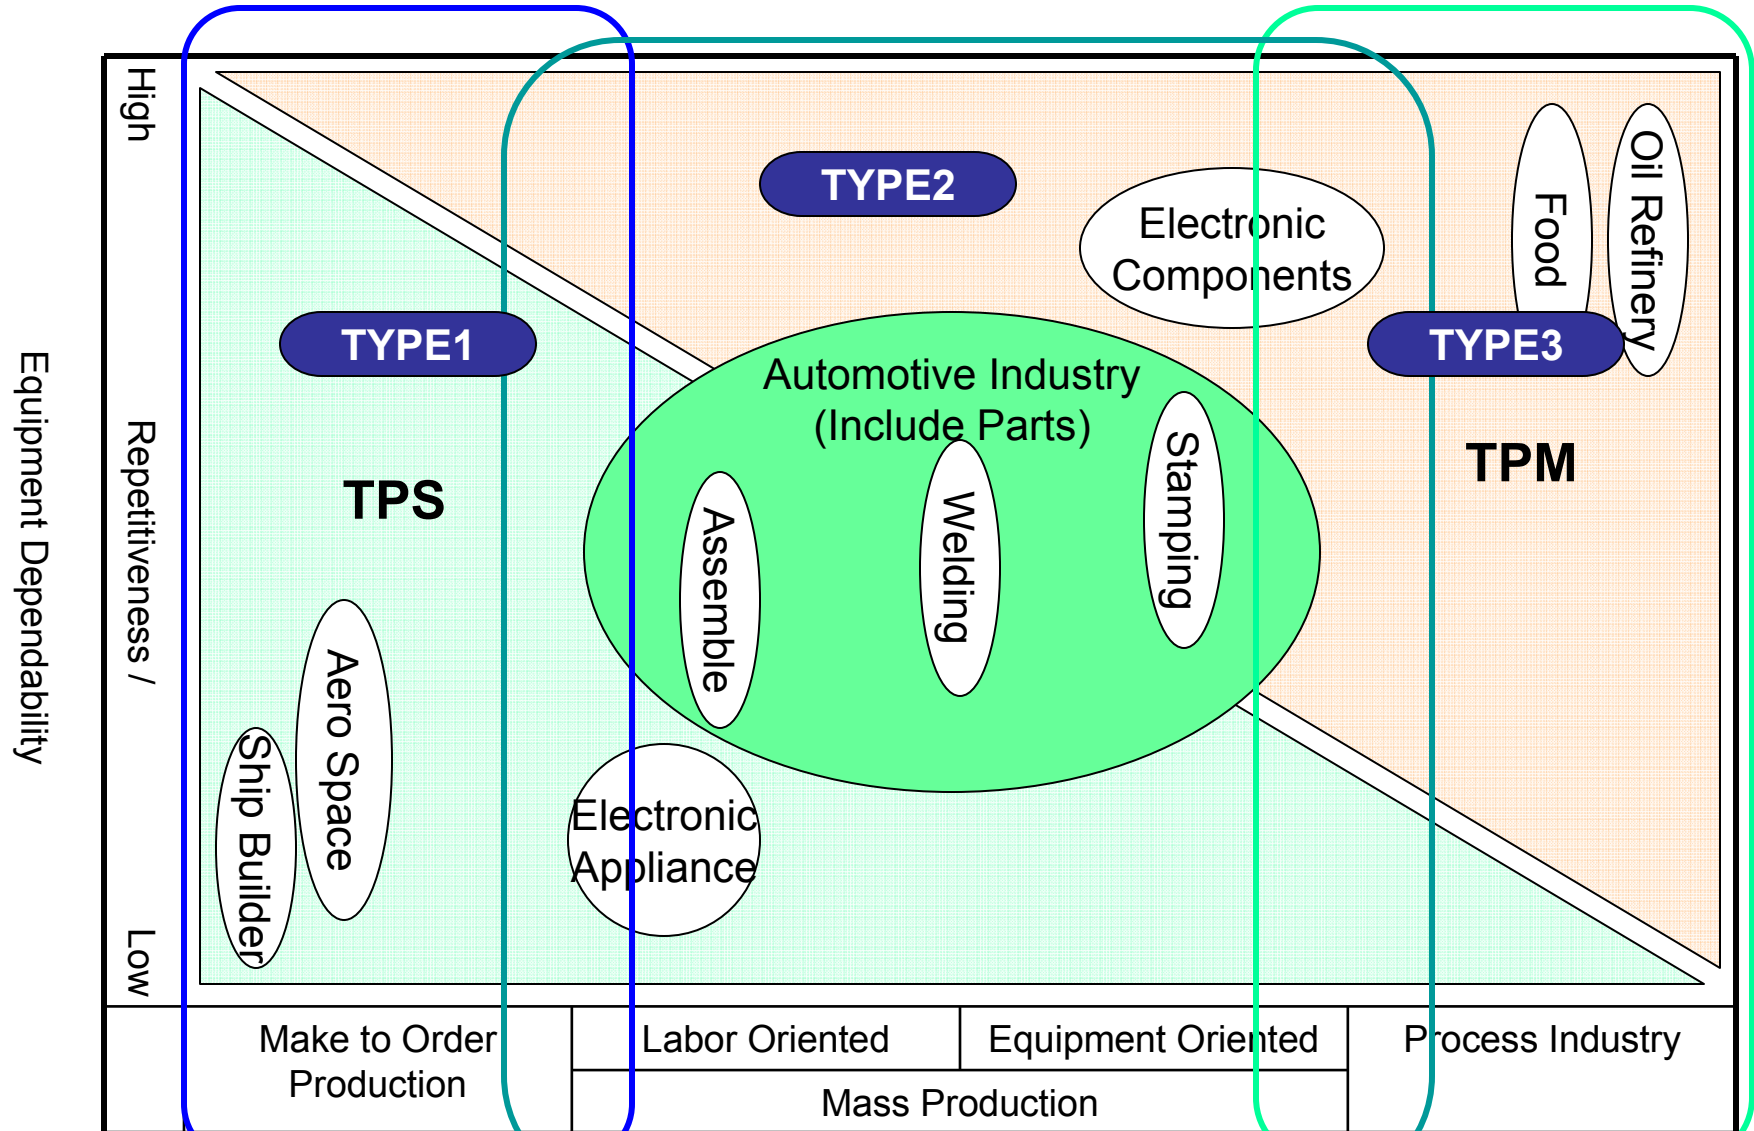 High
Repetitiveness /
Low
Equipment Dependability
TYPE1
TYPE2
TYPE3
TPS
TPM
Electronic
Components
Food
Oil Refinery
Automotive Industry
(Include Parts)
Assemble
Welding
Stamping
Aero Space
Ship Builder
Electronic
Appliance
Make to Order
Production
Labor Oriented
Equipment Oriented
Mass Production
Process Industry